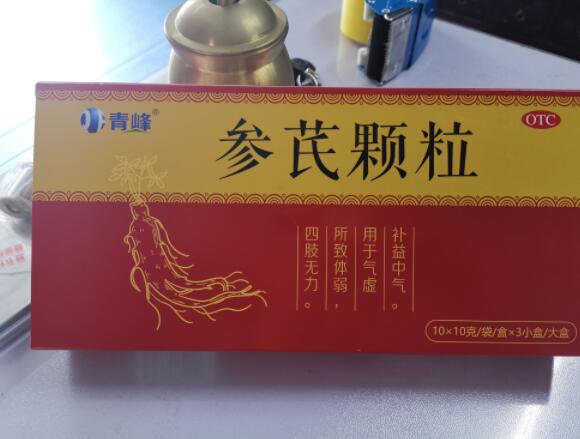 青峰®
参芪颗粒
OTC
补益中气。
用于气虚
所致体弱，
四肢无力。
10×10克/袋/盒×3小盒/大盒